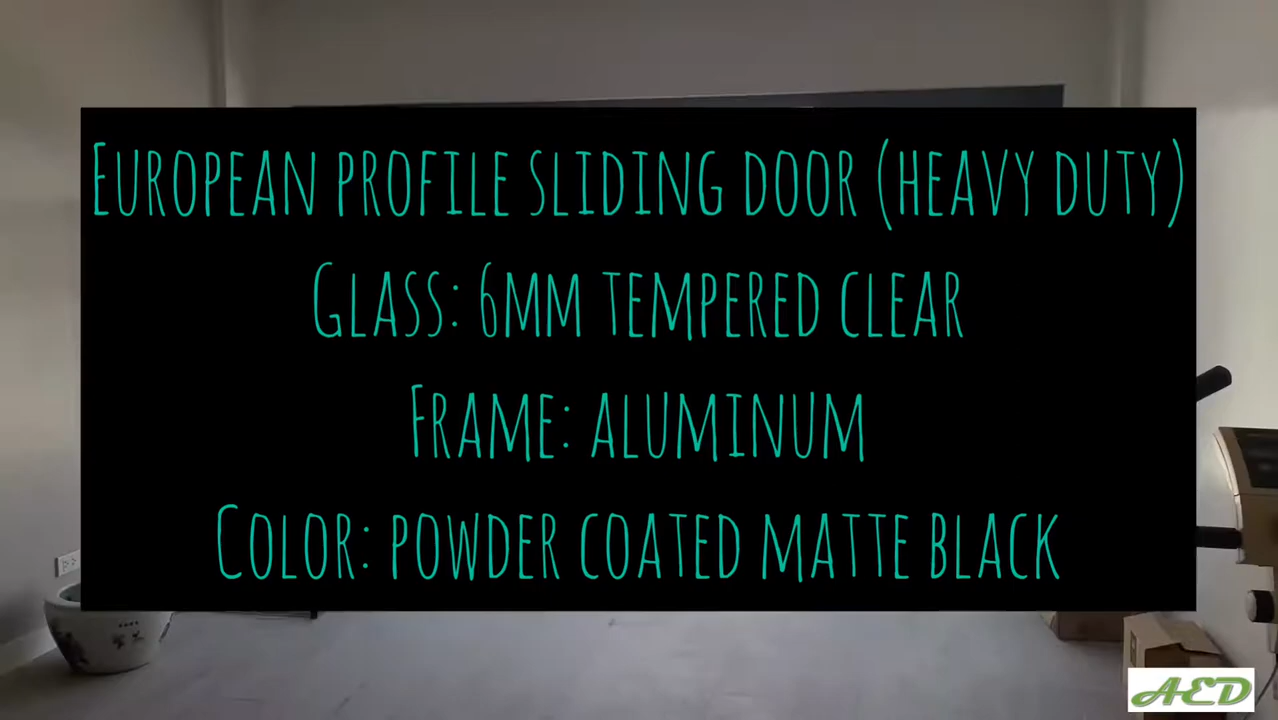 European profile sliding door (heavy duty)
Glass: 6mm tempered clear
Frame: aluminum
Color: powder coated matte black
AED